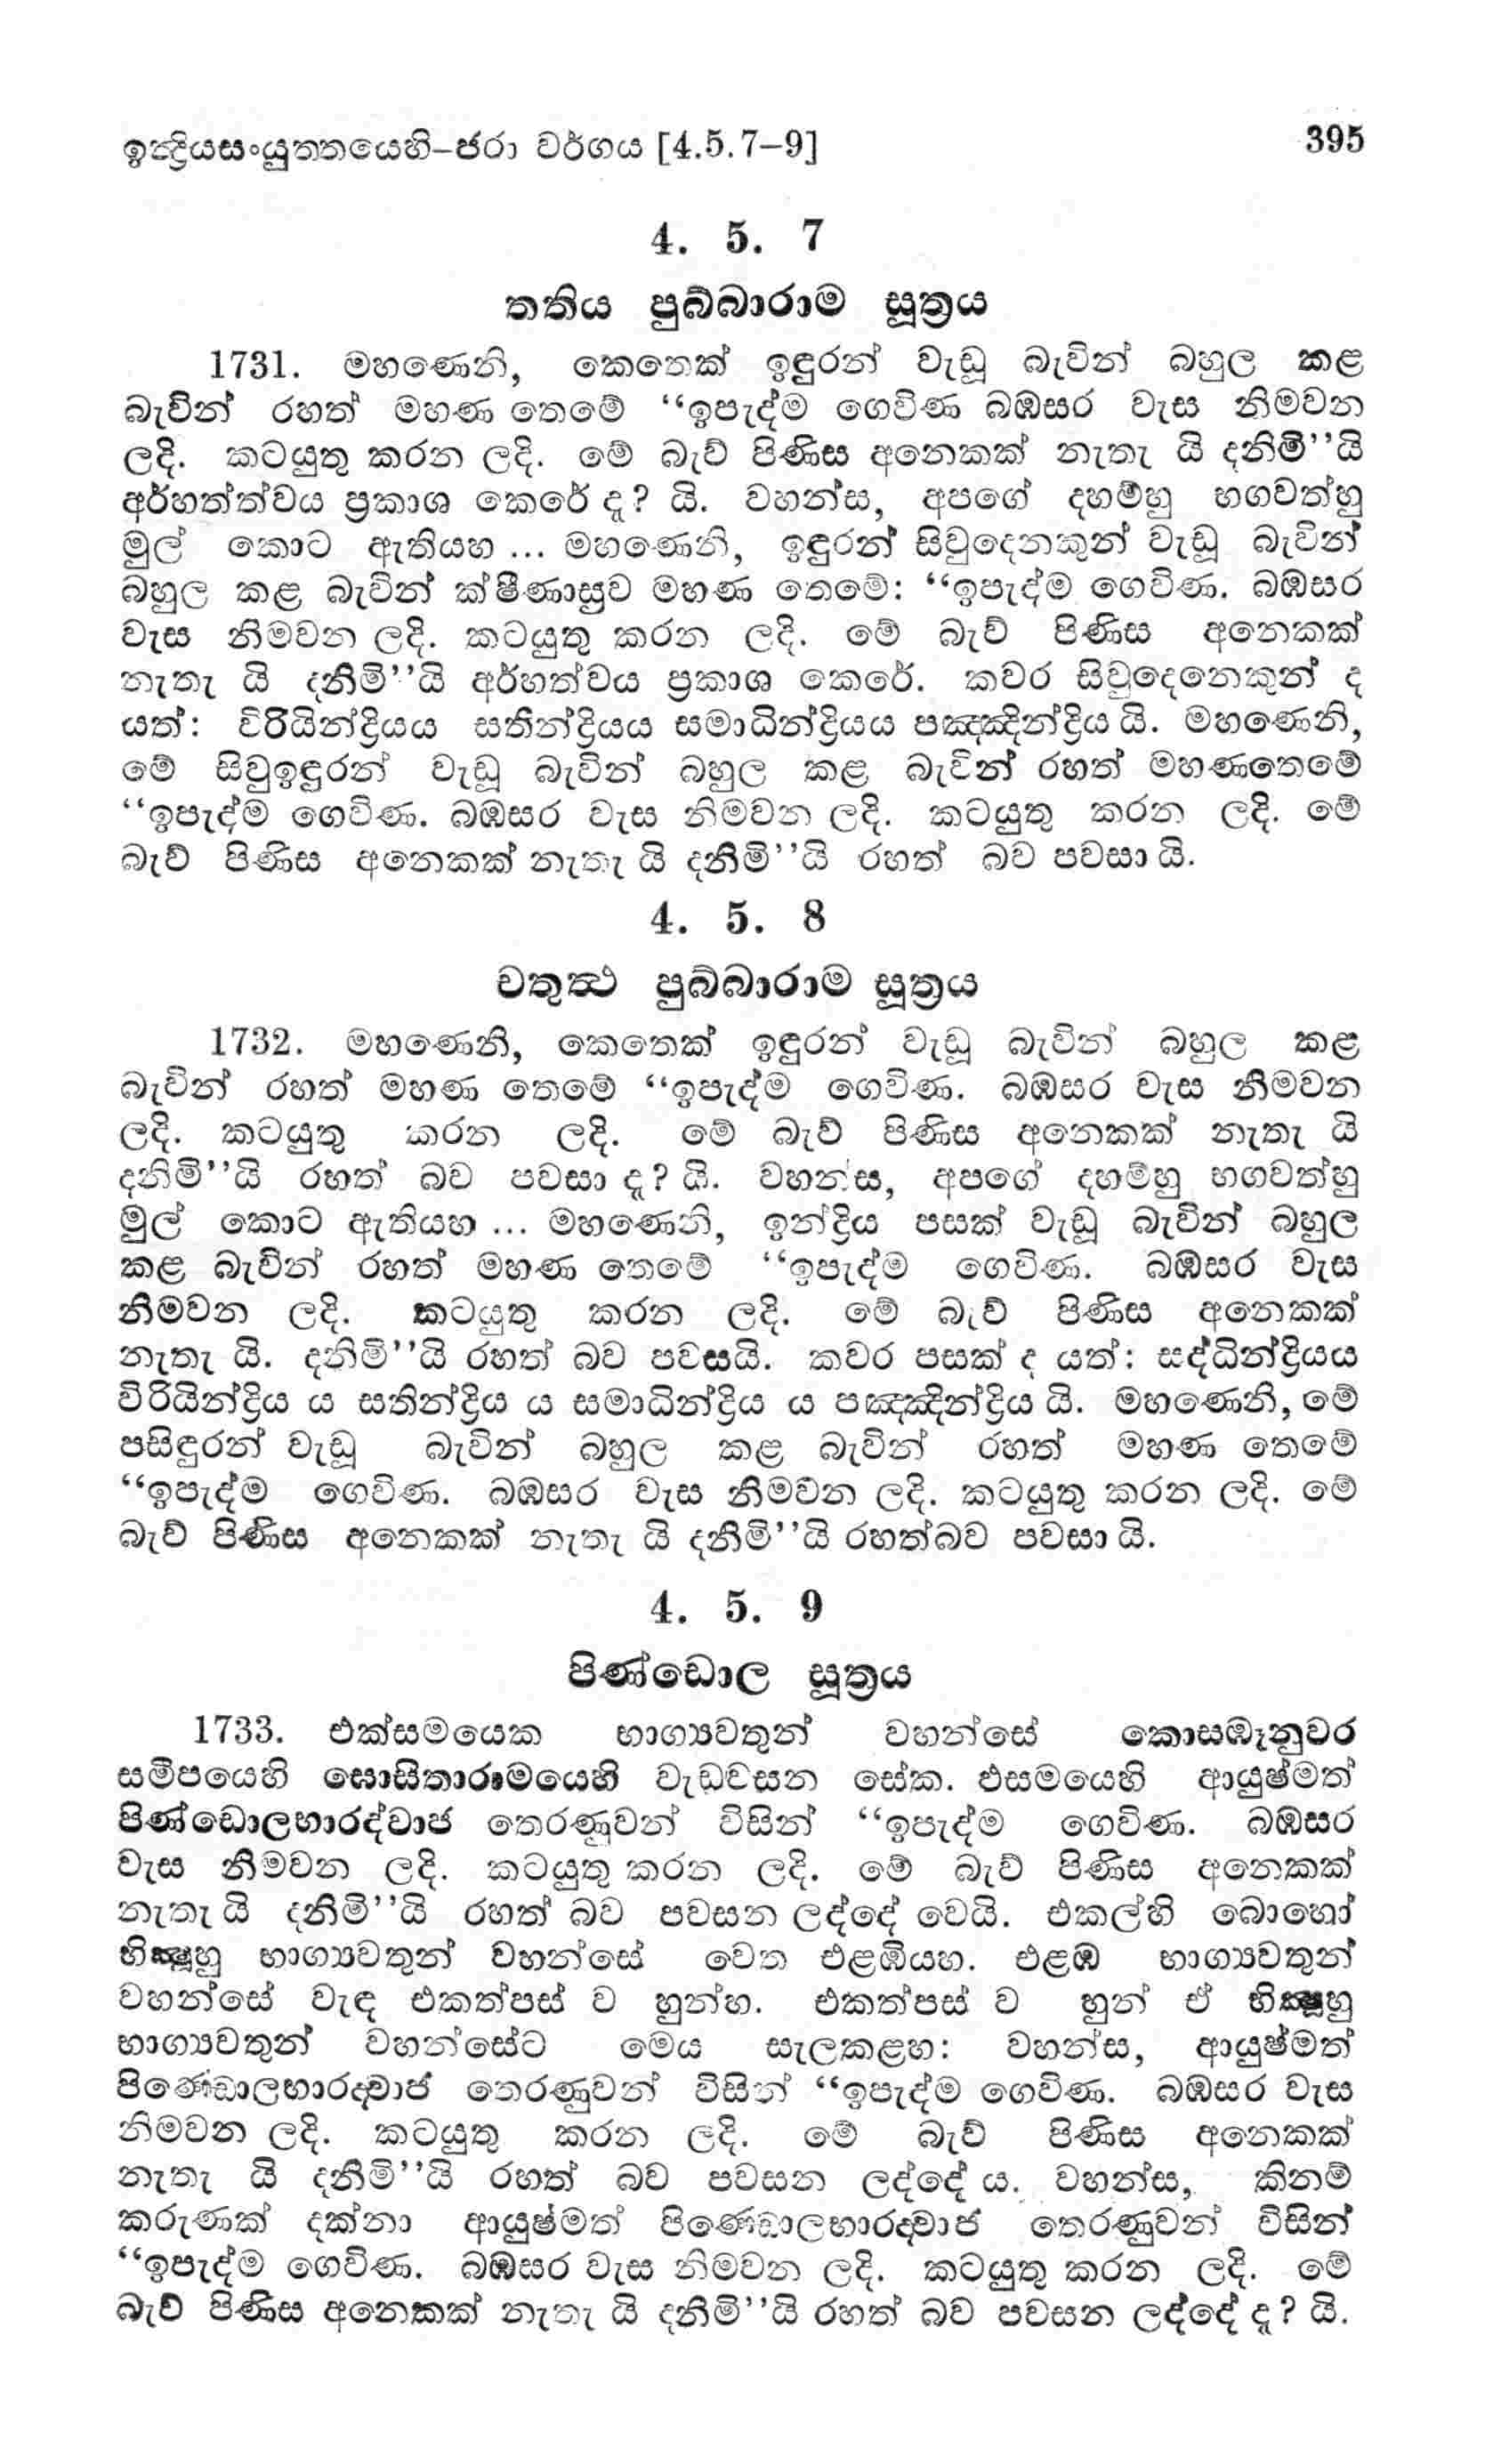 ඉන්ද්‍රියසංයුත්තයෙහි–ජරා වර්ගය [4.5.7–9] 395
4. 5. 7
තතිය පුබ්බාරාම සූත්‍රය
1731. මහණෙනි, කෙතෙක් ඉඳුරන් වැඩූ බැවින් බහුල කළ
බැවින් රහත් මහණ තෙමේ “ඉපැද්ම ගෙවිණ බඹසර වැස නිමවන
ලදි. කටයුතු කරන ලදි. මේ බැව් පිණිස අනෙකක් නැතැ යි දනිමි”යි
අර්හත්ත්වය ප්‍රකාශ කෙරේ දැ? යි. වහන්ස, අපගේ දහම්හු භගවත්හු
මුල් කොට ඇතියහ ... මහණෙනි, ඉඳුරන් සිවුදෙනකුන් වැඩූ බැවින්
බහුල කළ බැවින් ක්ෂීණාස්‍රව මහණ තෙමේ: “ඉපැද්ම ගෙවිණ. බඹසර
වැස නිමවන ලදි. කටයුතු කරන ලදි. මේ බැව් පිණිස අනෙකක්
නැතැ යි දනිමි”යි අර්හත්වය ප්‍රකාශ කෙරේ. කවර සිවුදෙනෙකුන් ද
යත්: විරියින්ද්‍රියය සතින්ද්‍රියය සමාධින්ද්‍රියය පඤ්ඤින්ද්‍රිය යි. මහණෙනි,
මේ සිවුඉඳුරන් වැඩූ බැවින් බහුල කළ බැවින් රහත් මහණතෙමේ
“ඉපැද්ම ගෙවිණ. බඹසර වැස නිමවන ලදි. කටයුතු කරන ලදි. මේ
බැව් පිණිස අනෙකක් නැතැ යි දනිමි”යි රහත් බව පවසා යි.
4. 5. 8
චතුත්‍ථ පුබ්බාරාම සූත්‍රය
1732. මහණෙනි, කෙතෙක් ඉඳුරන් වැඩූ බැවින් බහුල කළ
බැවින් රහත් මහණ තෙමේ “ඉපැද්ම ගෙවිණ. බඹසර වැස නිමවන
ලදි. කටයුතු කරන ලදි. මේ බැව් පිණිස අනෙකක් නැතැ යි
දනිමි”යි රහත් බව පවසා දැ? යි. වහන්ස, අපගේ දහම්හු භගවත්හු
මුල් කොට ඇතියහ ... මහණෙනි, ඉන්ද්‍රිය පසක් වැඩූ බැවින් බහුල
කළ බැවින් රහත් මහණ තෙමේ “ඉපැද්ම ගෙවිණ. බඹසර වැස
නිමවන ලදි. කටයුතු කරන ලදි. මේ බැව් පිණිස අනෙකක්
නැතැ යි. දනිමි”යි රහත් බව පවසයි. කවර පසක් ද යත්: සද්ධින්ද්‍රියය
විරියින්ද්‍රිය ය සතින්ද්‍රිය ය සමාධින්ද්‍රිය ය පඤ්ඤින්ද්‍රිය යි. මහණෙනි, මේ
පසිඳුරන් වැඩූ බැවින් බහුල කළ බැවින් රහත් මහණ තෙමේ
“ඉපැද්ම ගෙවිණ. බඹසර වැස නිමවන ලදි. කටයුතු කරන ලදි. මේ
බැව් පිණිස අනෙකක් නැතැ යි දනිමි”යි රහත්බව පවසා යි.
4. 5. 9
පිණ්ඩොල සූත්‍රය
1733. එක්සමයෙක භාග්‍යවතුන් වහන්සේ කොසඹෑනුවර
සමීපයෙහි ඝොසිතාරාමයෙහි වැඩවසන සේක. එසමයෙහි ආයුෂ්මත්
පිණ්ඩොලභාරද්වාජ තෙරණුවන් විසින් “ඉපැද්ම ගෙවිණ. බඹසර
වැස නිමවන ලදි. කටයුතු කරන ලදි. මේ බැව් පිණිස අනෙකක්
නැතැ යි දනිමි”යි රහත් බව පවසන ලද්දේ වෙයි. එකල්හි බොහෝ
භික්‍ෂූහු භාග්‍යවතුන් වහන්සේ වෙත එළඹියහ. එළඹ භාග්‍යවතුන්
වහන්සේ වැඳ එකත්පස් ව හුන්හ. එකත්පස් ව හුන් ඒ භික්‍ෂූහු
භාග්‍යවතුන් වහන්සේට මෙය සැලකළහ: වහන්ස, ආයුෂ්මත්
පිණ්ඩොලභාරද්වාජ තෙරණුවන් විසින් “ඉපැද්ම ගෙවිණ. බඹසර වැස
නිමවන ලදි. කටයුතු කරන ලදි. මේ බැව් පිණිස අනෙකක්
නැතැ යි දනිමි”යි රහත් බව පවසන ලද්දේ ය. වහන්ස, කිනම්
කරුණක් දක්නා ආයුෂ්මත් පිණ්ඩොලභාරද්වාජ තෙරණුවන් විසින්
“ඉපැද්ම ගෙවිණ. බඹසර වැස නිමවන ලදි. කටයුතු කරන ලදි. මේ
බැව් පිණිස අනෙකක් නැතැ යි දනිමි”යි රහත් බව පවසන ලද්දේ දැ? යි.